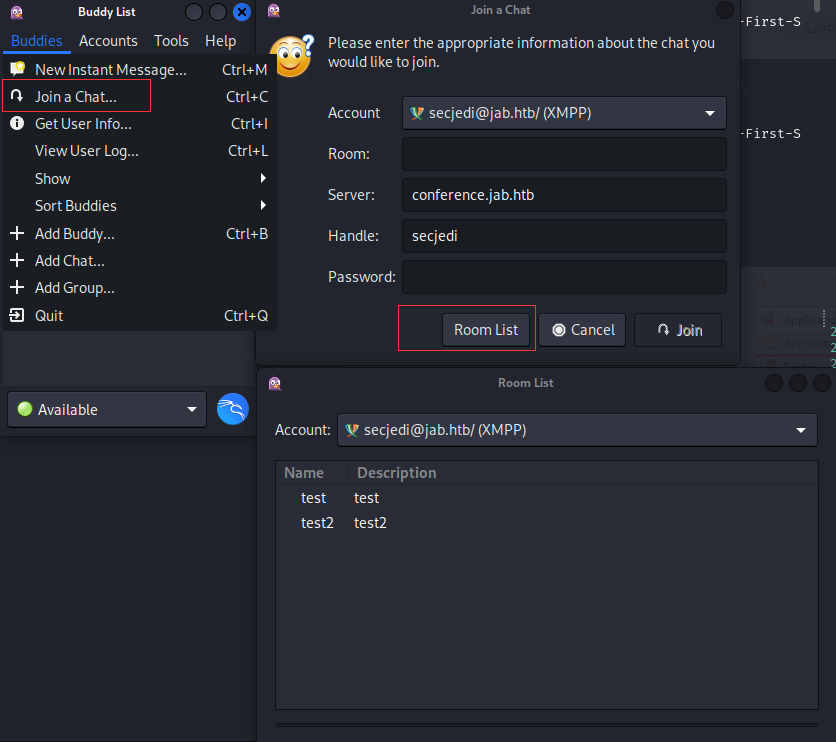 Buddy List
Buddies Accounts Tools Help
New Instant Message... Ctrl+M
Join a Chat... Ctrl+C
Get User Info... Ctrl+I
View User Log... Ctrl+L
Show
Sort Buddies
Add Buddy... Ctrl+B
Add Chat...
Add Group...
Quit Ctrl+Q
Available
Join a Chat
Please enter the appropriate information about the chat you
would like to join.
Account secjedi@jab.htb/ (XMPP)
Room:
Server: conference.jab.htb
Handle: secjedi
Password:
Room List Cancel Join
-First-S
-First-S
Room List
Account: secjedi@jab.htb/ (XMPP)
Name Description
test test
test2 test2